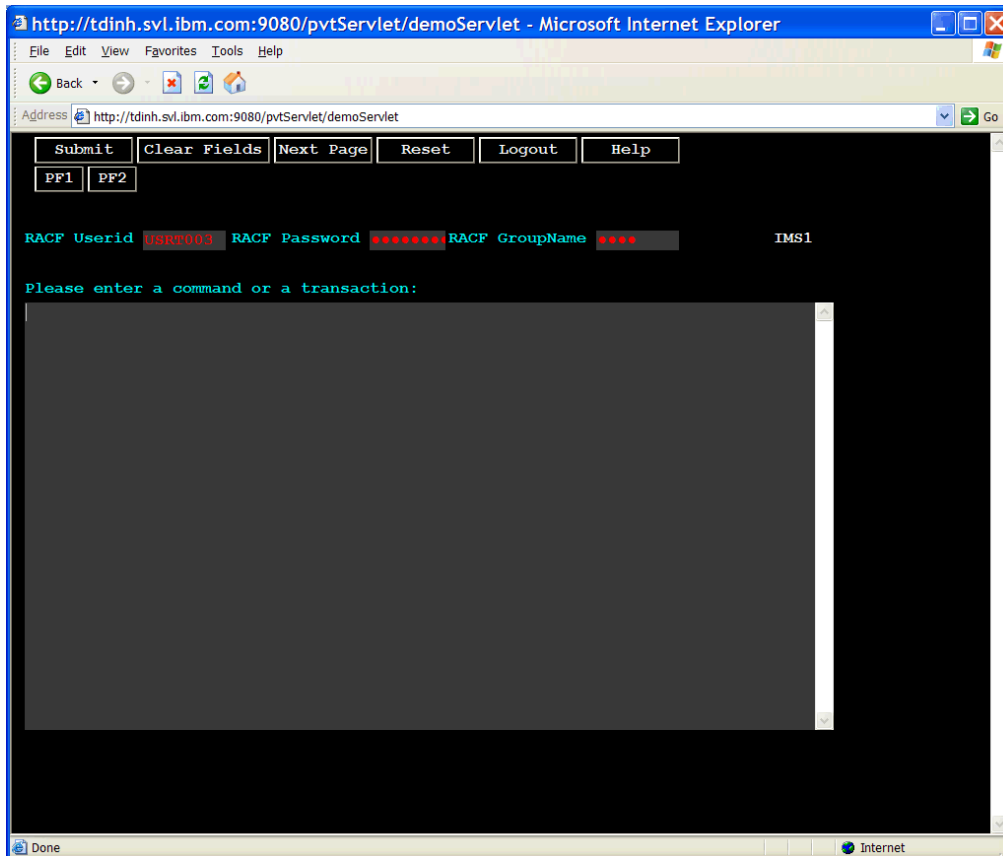 http://tdinh.svl.ibm.com:9080/pvtServlet/demoServlet - Microsoft Internet Explorer
File Edit View Favorites Tools Help
Back
Address http://tdinh.svl.ibm.com:9080/pvtServlet/demoServlet Go
Submit Clear Fields Next Page Reset Logout Help
PF1 PF2
RACF Userid USRT003 RACF Password ●●●●●●●● RACF GroupName ●●●● IMS1
Please enter a command or a transaction:
Done Internet